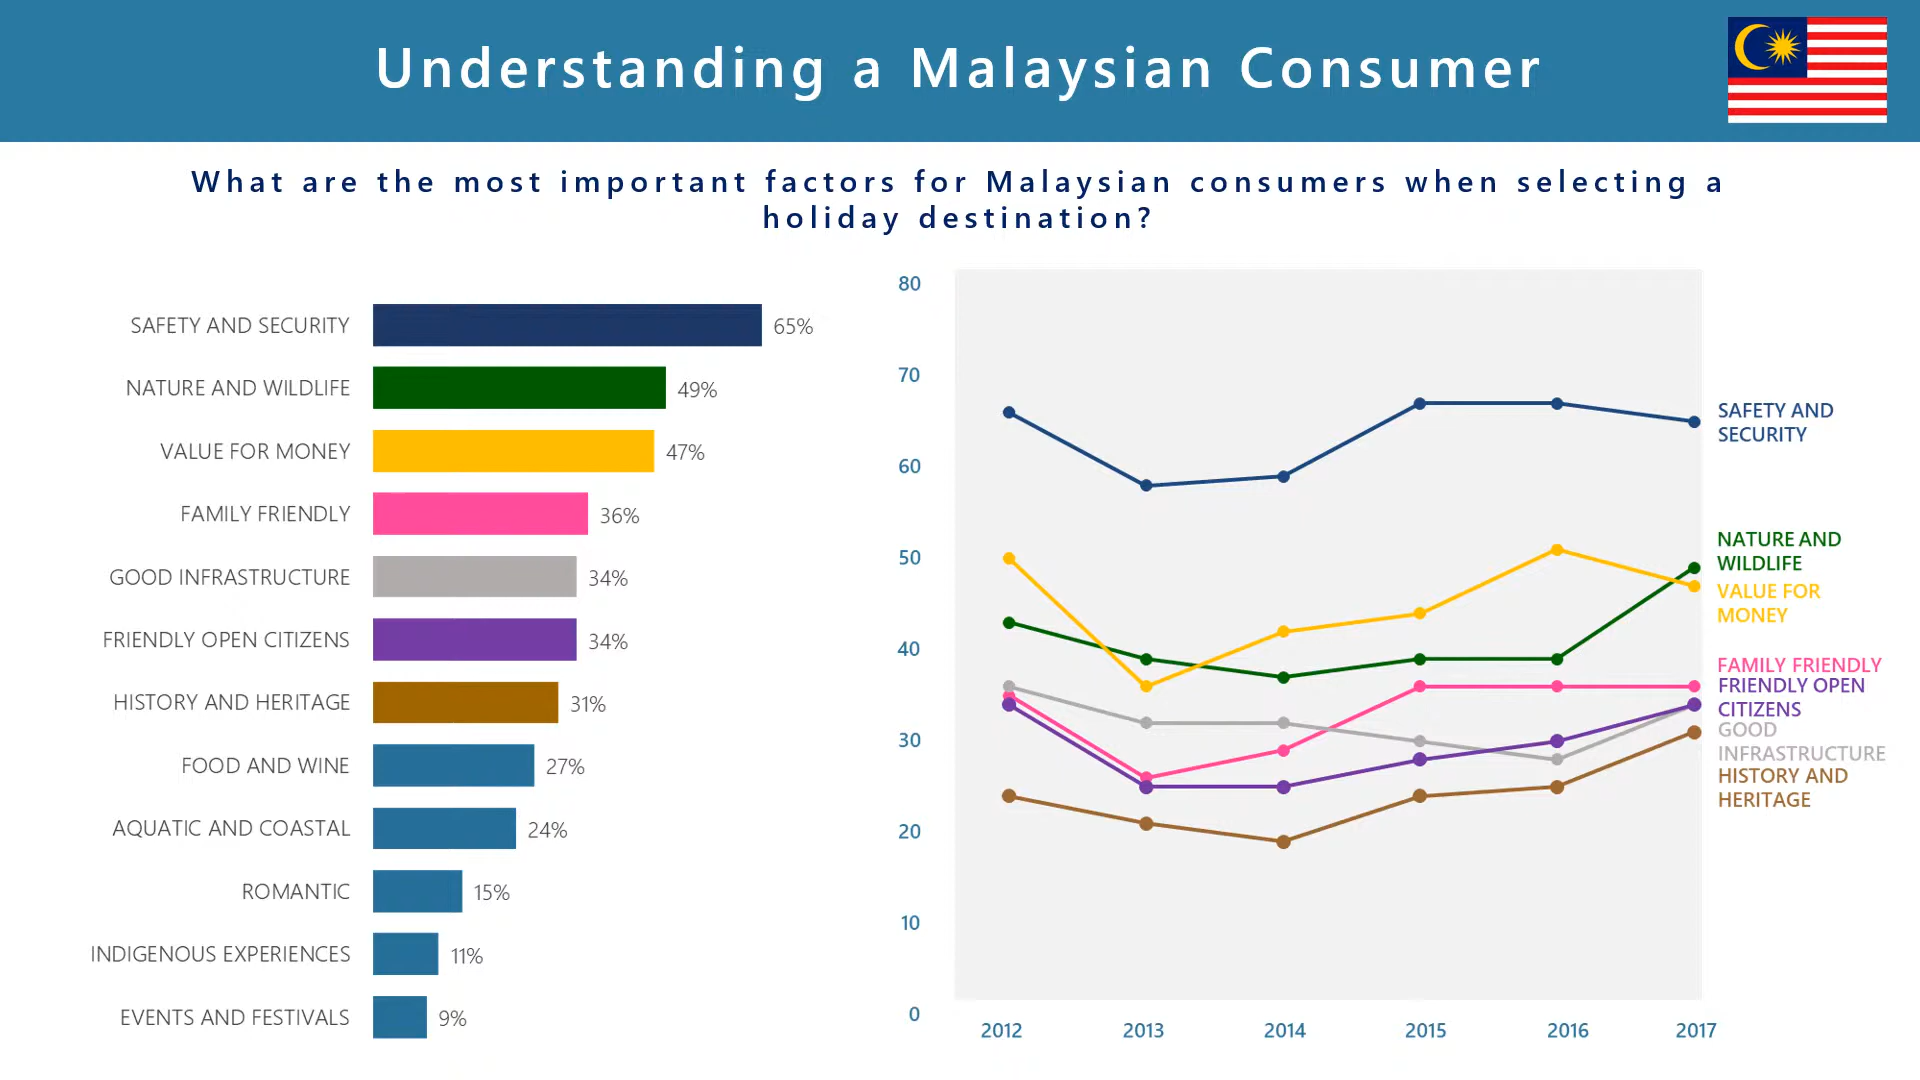 Understanding a Malaysian Consumer
What are the most important factors for Malaysian consumers when selecting a
holiday destination?
SAFETY AND SECURITY 65%
NATURE AND WILDLIFE 49%
VALUE FOR MONEY 47%
FAMILY FRIENDLY 36%
GOOD INFRASTRUCTURE 34%
FRIENDLY OPEN CITIZENS 34%
HISTORY AND HERITAGE 31%
FOOD AND WINE 27%
AQUATIC AND COASTAL 24%
ROMANTIC 15%
INDIGENOUS EXPERIENCES 11%
EVENTS AND FESTIVALS 9%
80
70
60
50
40
30
20
10
0
2012 2013 2014 2015 2016 2017
SAFETY AND
SECURITY
NATURE AND
WILDLIFE
VALUE FOR
MONEY
FAMILY FRIENDLY
FRIENDLY OPEN
CITIZENS
GOOD
INFRASTRUCTURE
HISTORY AND
HERITAGE